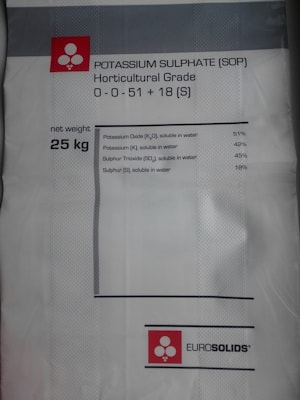 POTASSIUM SULPHATE (SOP)
Horticultural Grade
0 - 0 - 51 + 18 (S)
net weight
25 kg
Potassium Oxide (K₂O), soluble in water 51%
Potassium (K), soluble in water 42%
Sulphur Trioxide (SO₃), soluble in water 45%
Sulphur (S), soluble in water 18%
EUROSOLIDS®